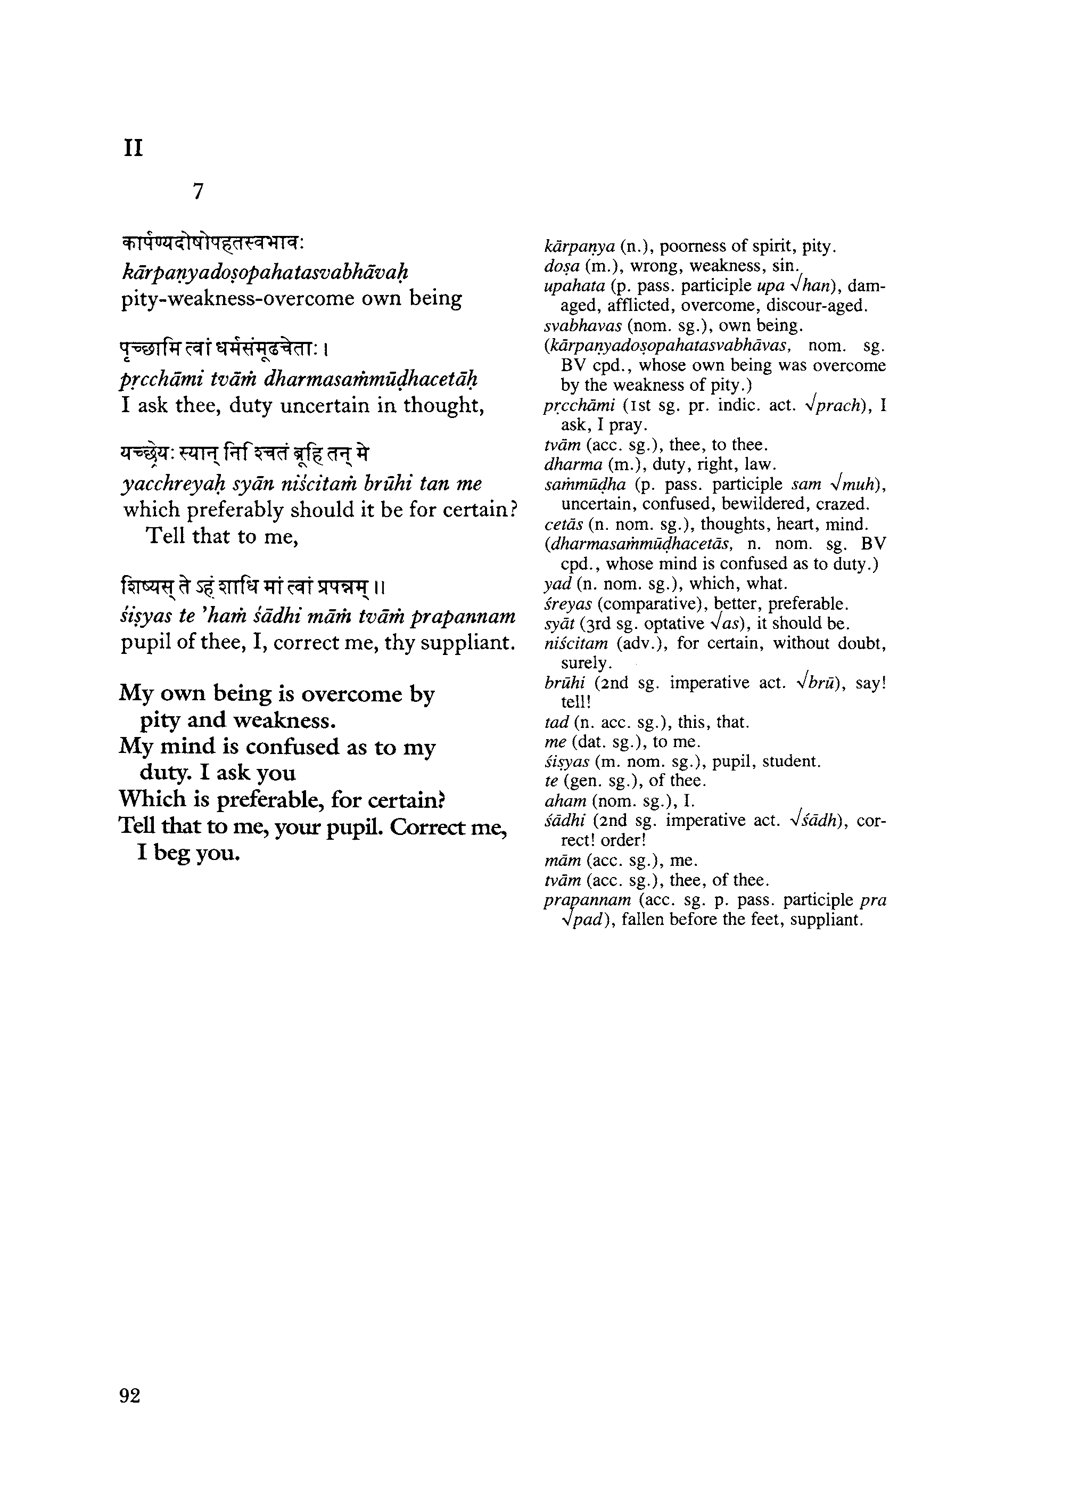 II
7
कार्पण्यदोषोपहतस्वभावः
kārpaṇyadoṣopahatasvabhāvaḥ
pity-weakness-overcome own being
पृच्छामि त्वां धर्मसंमूढचेताः ।
pṛcchāmi tvāṁ dharmasaṁmūḍhacetāḥ
I ask thee, duty uncertain in thought,
यच्छ्रेयः स्यान् निश्चितं ब्रूहि तन् मे
yacchreyaḥ syān niścitaṁ brūhi tan me
which preferably should it be for certain?
Tell that to me,
शिष्यस् ते ऽहं शाधि मां त्वां प्रपन्नम् ।।
śiṣyas te 'haṁ śādhi māṁ tvāṁ prapannam
pupil of thee, I, correct me, thy suppliant.
My own being is overcome by
pity and weakness.
My mind is confused as to my
duty. I ask you
Which is preferable, for certain?
Tell that to me, your pupil. Correct me,
I beg you.
kārpaṇya (n.), poorness of spirit, pity.
doṣa (m.), wrong, weakness, sin.
upahata (p. pass. participle upa √han), dam-
aged, afflicted, overcome, discour-aged.
svabhavas (nom. sg.), own being.
(kārpaṇyadoṣopahatasvabhāvas, nom. sg.
BV cpd., whose own being was overcome
by the weakness of pity.)
pṛcchāmi (1st sg. pr. indic. act. √prach), I
ask, I pray.
tvām (acc. sg.), thee, to thee.
dharma (m.), duty, right, law.
saṁmūḍha (p. pass. participle sam √muh),
uncertain, confused, bewildered, crazed.
cetās (n. nom. sg.), thoughts, heart, mind.
(dharmasaṁmūḍhacetās, n. nom. sg. BV
cpd., whose mind is confused as to duty.)
yad (n. nom. sg.), which, what.
śreyas (comparative), better, preferable.
syāt (3rd sg. optative √as), it should be.
niścitam (adv.), for certain, without doubt,
surely.
brūhi (2nd sg. imperative act. √brū), say!
tell!
tad (n. acc. sg.), this, that.
me (dat. sg.), to me.
śiṣyas (m. nom. sg.), pupil, student.
te (gen. sg.), of thee.
aham (nom. sg.), I.
śādhi (2nd sg. imperative act. √śādh), cor-
rect! order!
mām (acc. sg.), me.
tvām (acc. sg.), thee, of thee.
prapannam (acc. sg. p. pass. participle pra
√pad), fallen before the feet, suppliant.
92